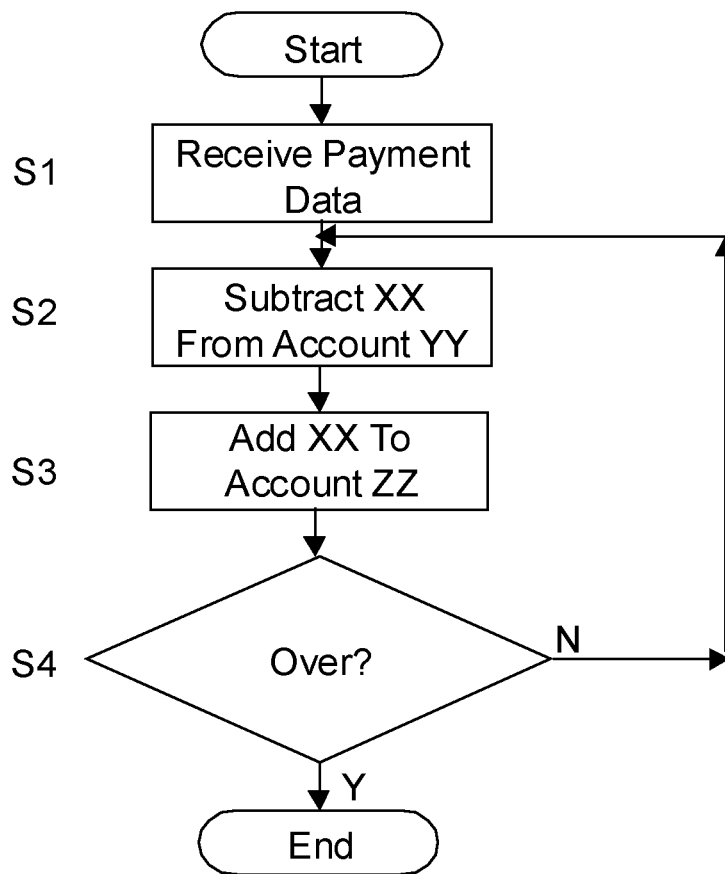 Start
S1
Receive Payment
Data
S2
Subtract XX
From Account YY
S3
Add XX To
Account ZZ
S4
Over?
N
Y
End